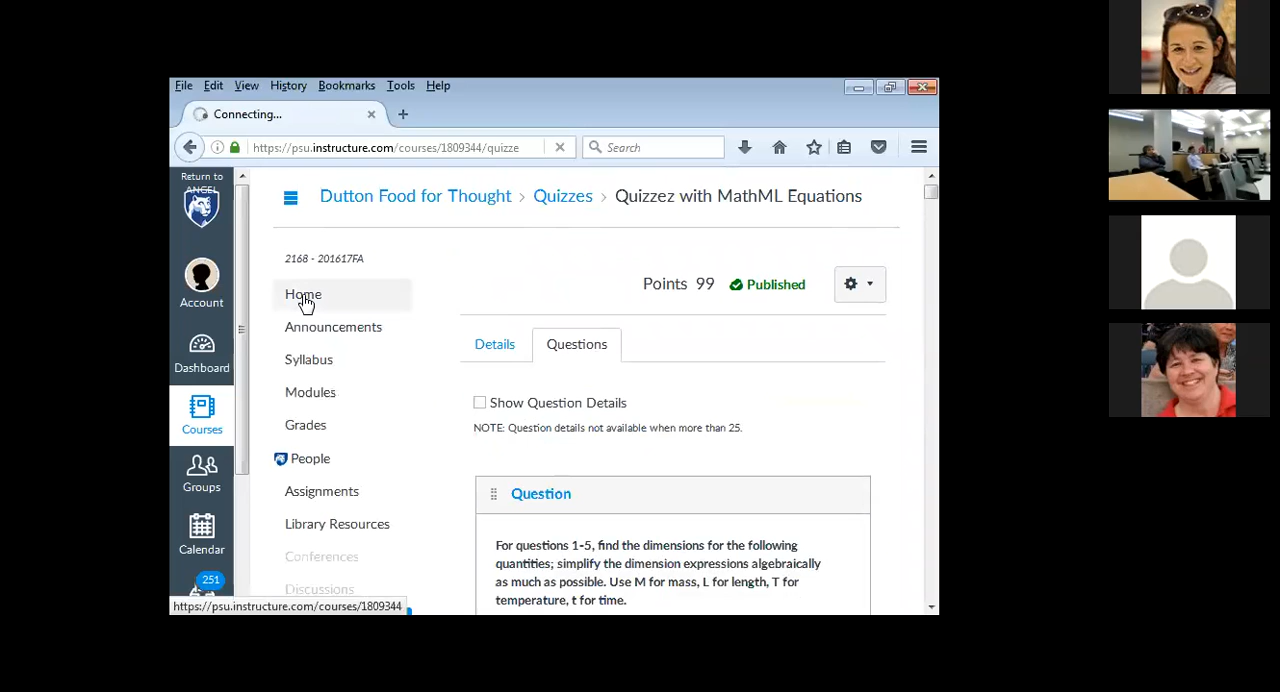 File Edit View History Bookmarks Tools Help
Connecting...
https://psu.instructure.com/courses/1809344/quizze
Search
Return to
ANGEL
Account
Dashboard
Courses
Groups
Calendar
251
Dutton Food for Thought › Quizzes › Quizzez with MathML Equations
2168 - 201617FA
Home
Announcements
Syllabus
Modules
Grades
People
Assignments
Library Resources
Conferences
Discussions
Points 99 Published
Details Questions
Show Question Details
NOTE: Question details not available when more than 25.
Question
For questions 1-5, find the dimensions for the following
quantities; simplify the dimension expressions algebraically
as much as possible. Use M for mass, L for length, T for
temperature, t for time.
https://psu.instructure.com/courses/1809344